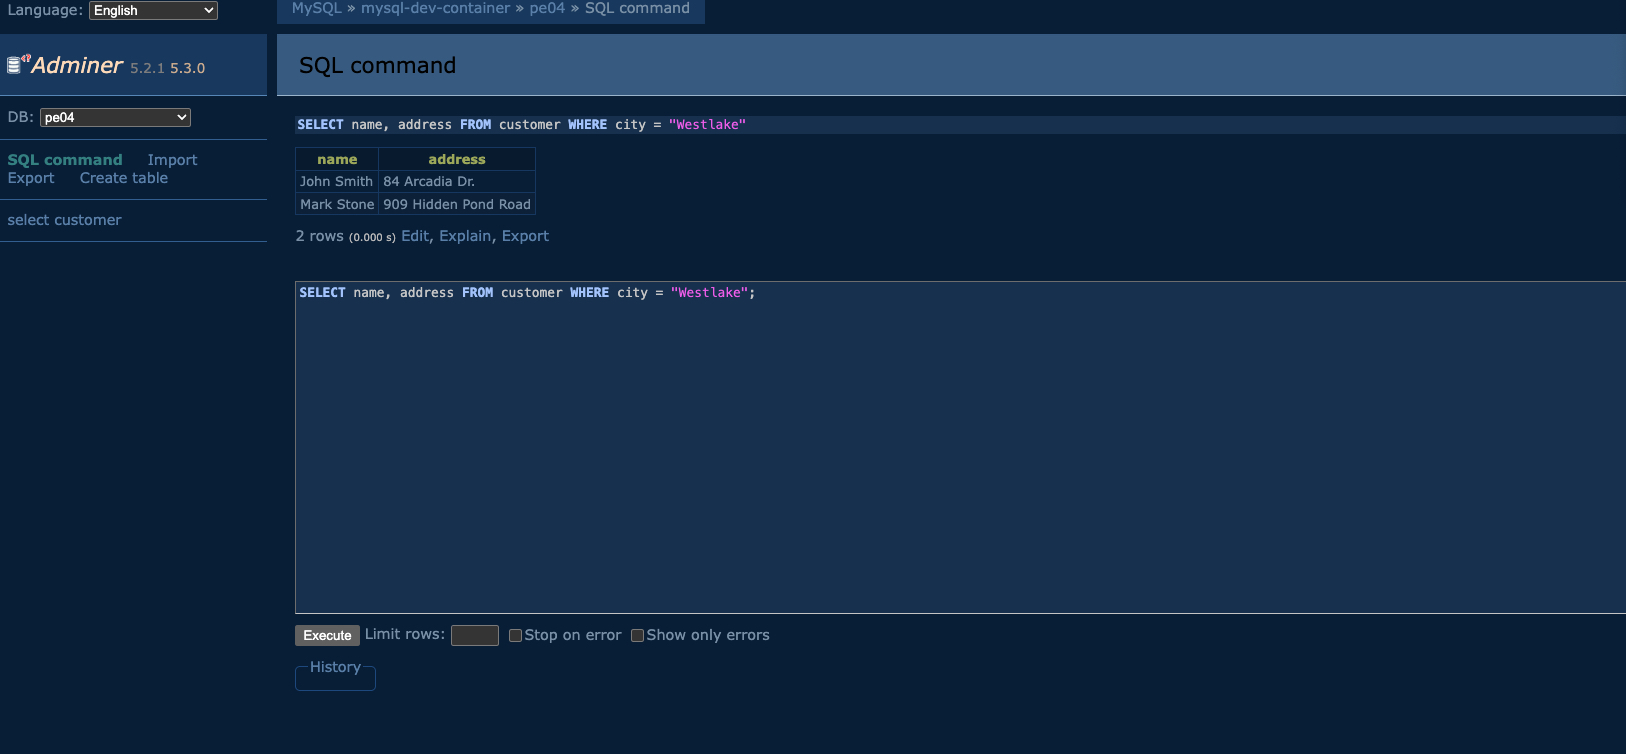 Language: English
MySQL » mysql-dev-container » pe04 » SQL command
Adminer 5.2.1 5.3.0
SQL command
DB: pe04
SQL command Import
Export Create table
select customer
SELECT name, address FROM customer WHERE city = "Westlake"
name address
John Smith 84 Arcadia Dr.
Mark Stone 909 Hidden Pond Road
2 rows (0.000 s) Edit, Explain, Export
SELECT name, address FROM customer WHERE city = "Westlake";
Execute Limit rows: Stop on error Show only errors
History